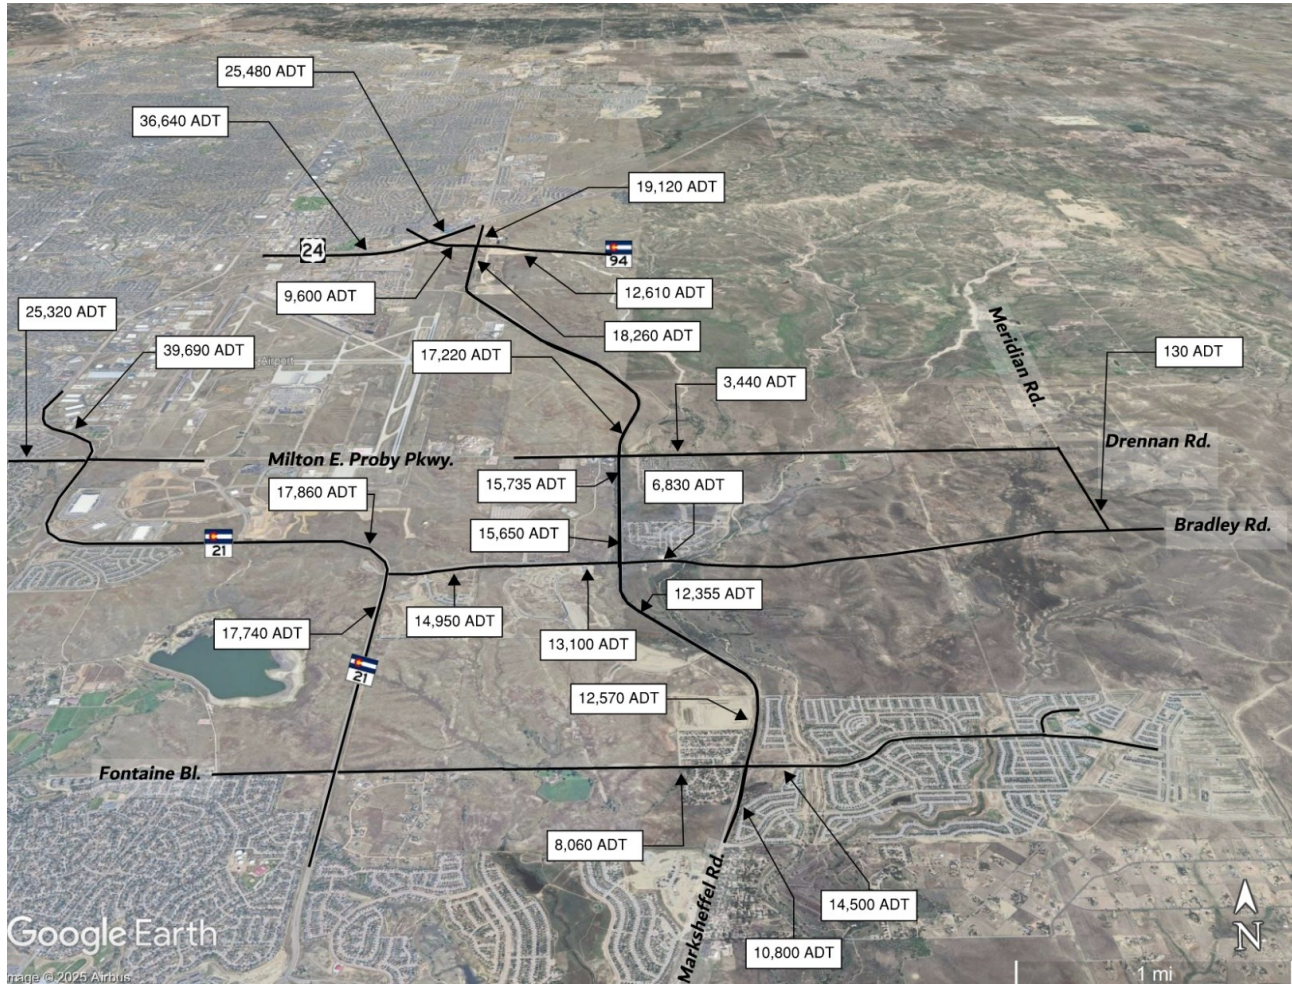 25,480 ADT
36,640 ADT
19,120 ADT
24
94
9,600 ADT
12,610 ADT
25,320 ADT
18,260 ADT
39,690 ADT
Airport
17,220 ADT
Meridian Rd.
130 ADT
3,440 ADT
Drennan Rd.
Milton E. Proby Pkwy.
15,735 ADT
6,830 ADT
17,860 ADT
Bradley Rd.
15,650 ADT
21
12,355 ADT
14,950 ADT
17,740 ADT
13,100 ADT
21
12,570 ADT
Fontaine Bl.
8,060 ADT
Marksheffel Rd.
14,500 ADT
10,800 ADT
Google Earth
N
mage © 2025 Airbus
1 mi